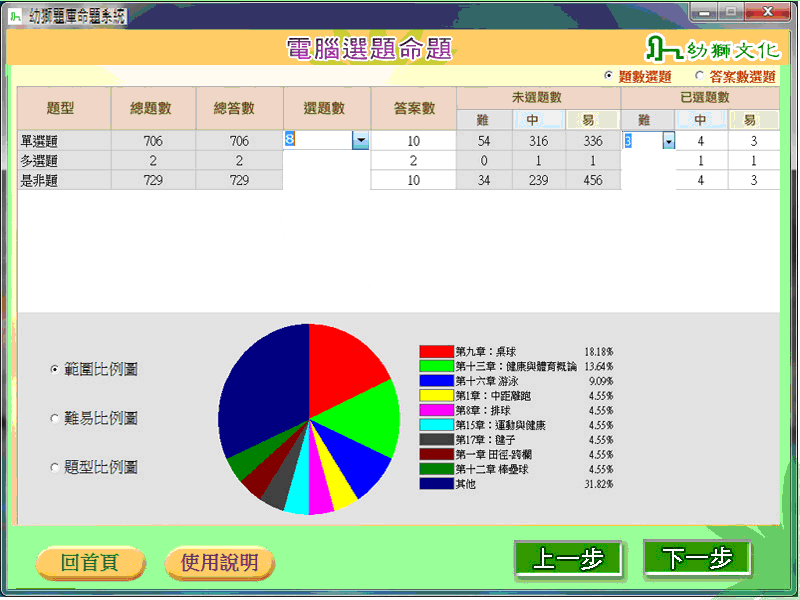 幼獅題庫命題系統
電腦選題命題
幼獅文化
題數選題 答案數選題
題型 總題數 總答數 選題數 答案數 未選題數 已選題數
難 中 易 難 中 易
單選題 706 706 8 10 54 316 336 3 4 3
多選題 2 2 2 0 1 1 1 1
是非題 729 729 10 34 239 456 4 3
範圍比例圖
難易比例圖
題型比例圖
第九章：桌球 18.18%
第十三章：健康與體育概論 13.64%
第十六章 游泳 9.09%
第1章：中距離跑 4.55%
第8章：排球 4.55%
第15章：運動與健康 4.55%
第17章：毽子 4.55%
第一章 田徑-跨欄 4.55%
第十二章 棒壘球 4.55%
其他 31.82%
回首頁 使用說明 上一步 下一步